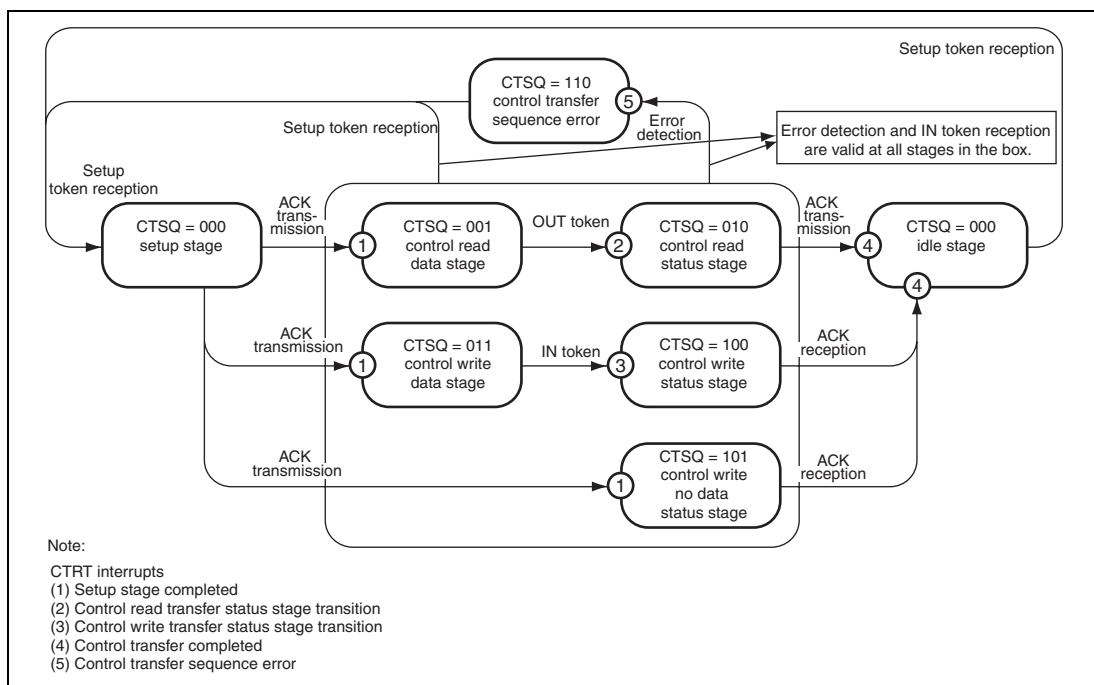 Setup token reception
CTSQ = 110
control transfer
sequence error
5
Setup token reception
Error
detection
Error detection and IN token reception
are valid at all stages in the box.
Setup
token reception
CTSQ = 000
setup stage
ACK
trans-
mission
1
CTSQ = 001
control read
data stage
OUT token
2
CTSQ = 010
control read
status stage
ACK
trans-
mission
4
CTSQ = 000
idle stage
4
ACK
transmission
1
CTSQ = 011
control write
data stage
IN token
3
CTSQ = 100
control write
status stage
ACK
reception
ACK
transmission
1
CTSQ = 101
control write
no data
status stage
ACK
reception
Note:
CTRT interrupts
(1) Setup stage completed
(2) Control read transfer status stage transition
(3) Control write transfer status stage transition
(4) Control transfer completed
(5) Control transfer sequence error